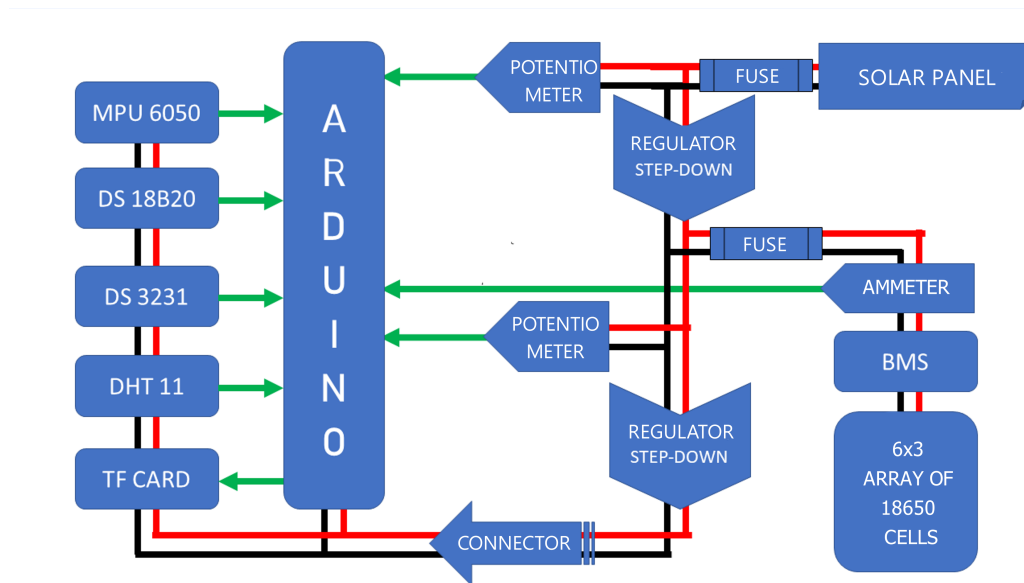 MPU 6050
DS 18B20
DS 3231
DHT 11
TF CARD
A
R
D
U
I
N
O
POTENTIO
METER
FUSE
SOLAR PANEL
REGULATOR
STEP-DOWN
FUSE
AMMETER
POTENTIO
METER
BMS
REGULATOR
STEP-DOWN
6x3
ARRAY OF
18650
CELLS
CONNECTOR